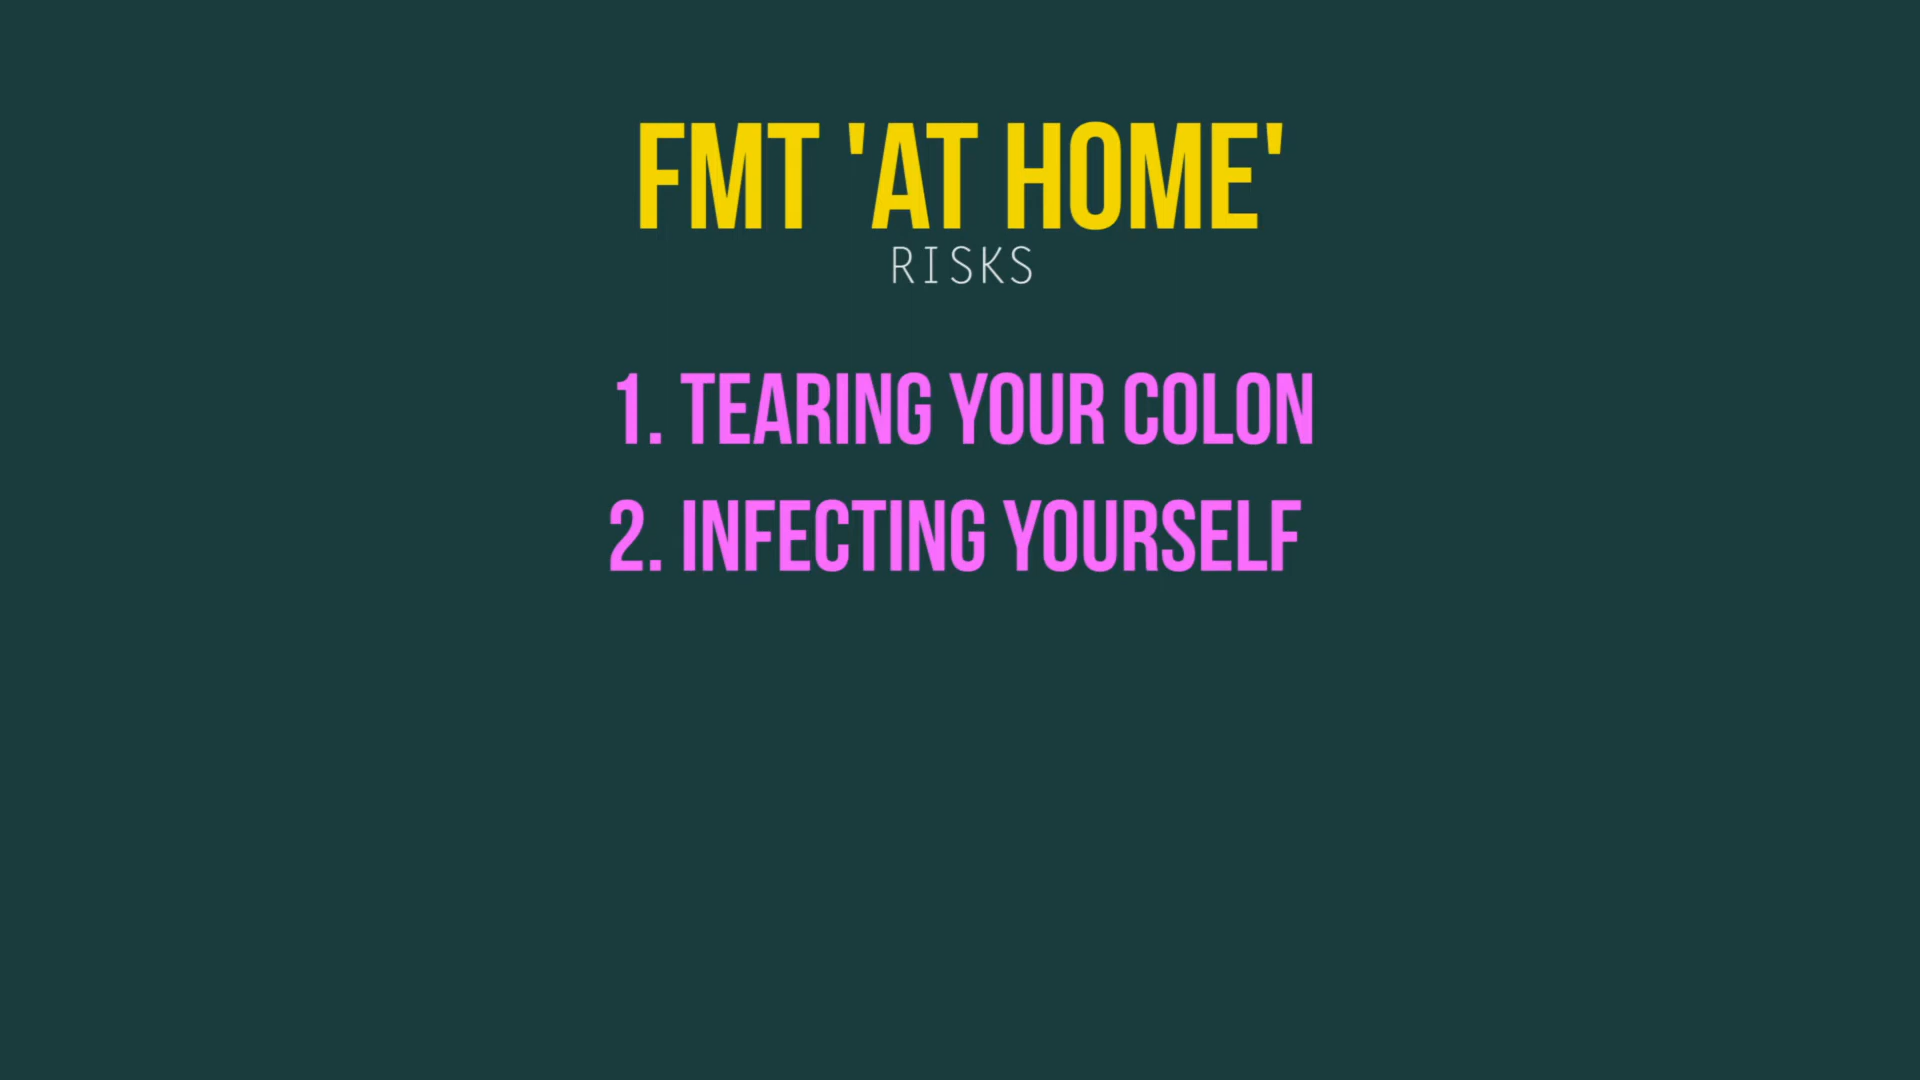 FMT 'AT HOME'
RISKS
1. TEARING YOUR COLON
2. INFECTING YOURSELF